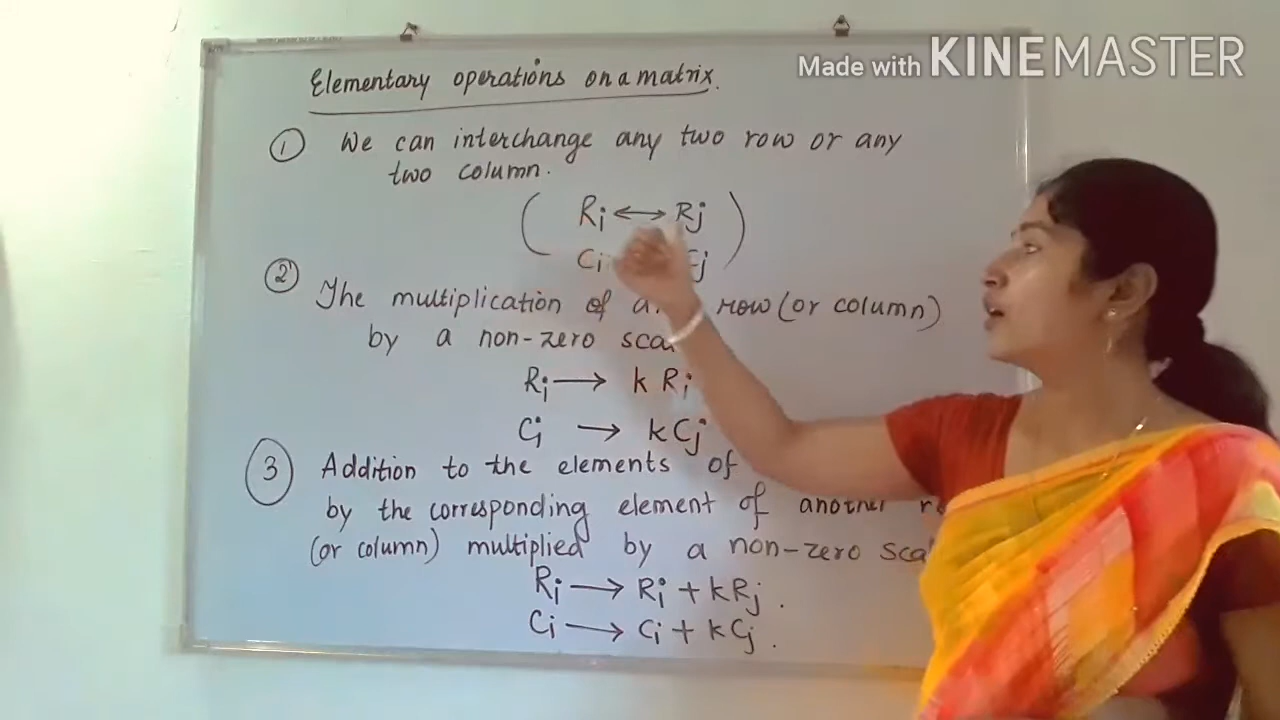 Made with KINEMASTER
Elementary operations on a matrix.
① We can interchange any two row or any
two column.
( Ri ↔ Rj )
Ci Cj
② The multiplication of row (or column)
by a non-zero
Ri → k Ri
Ci → k Cj
③ Addition to the elements of
by the corresponding element of another
(or column) multiplied by a non-zero
Ri → Ri + kRj .
Ci → Ci + kCj .